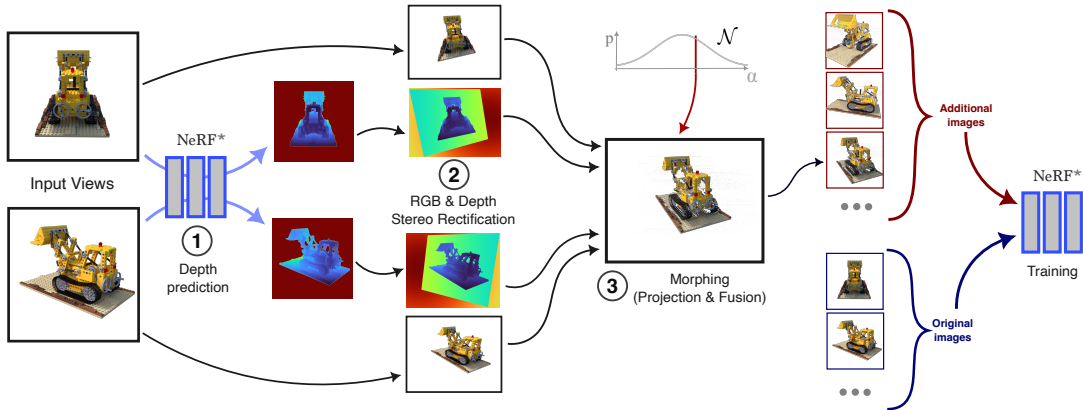 Input Views
NeRF*
1
Depth
prediction
2
RGB & Depth
Stereo Rectification
p
𝒩
α
3
Morphing
(Projection & Fusion)
Additional
images
Original
images
NeRF*
Training